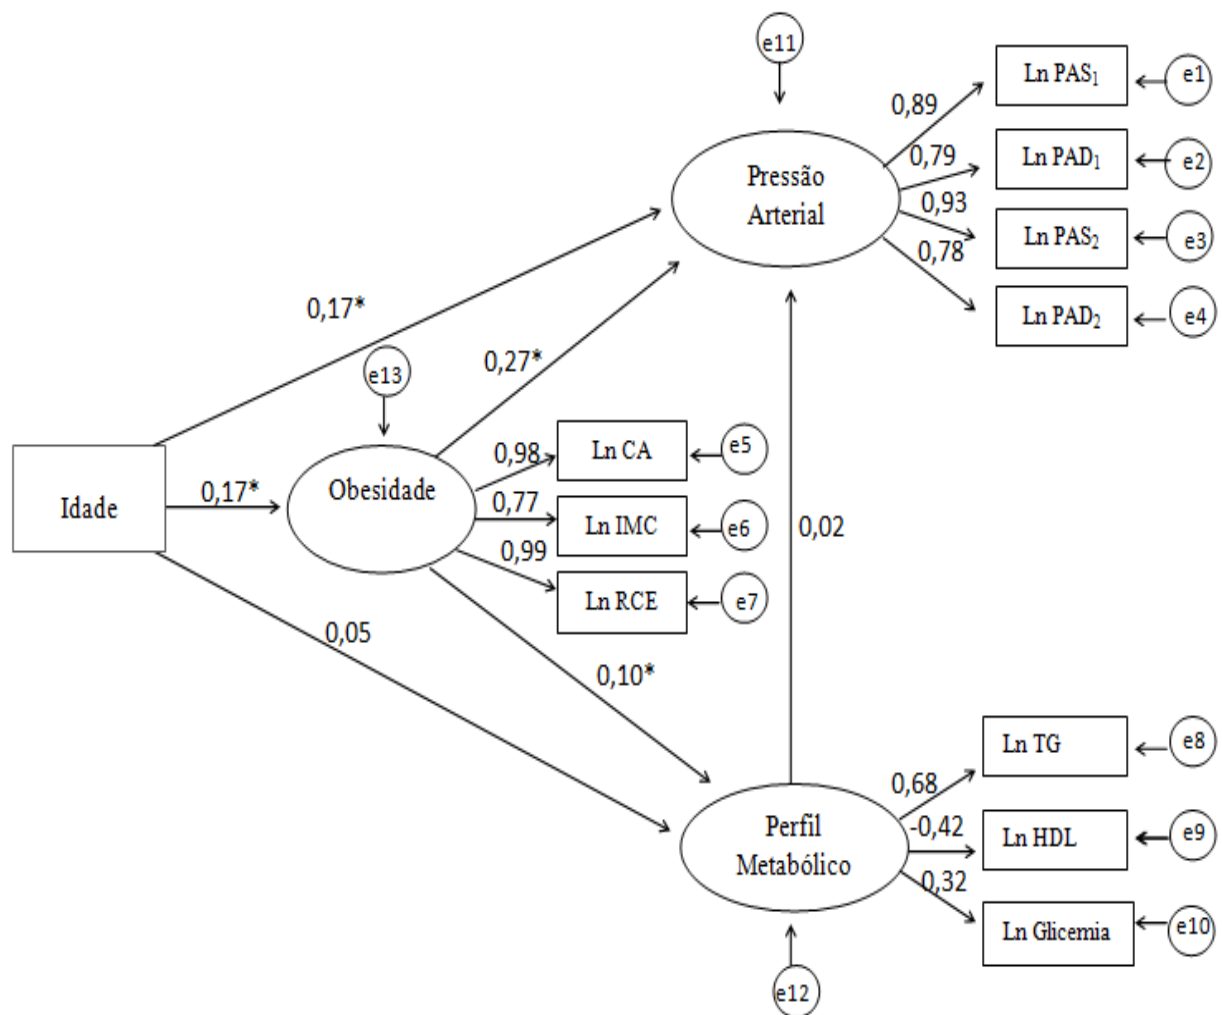 e11
Ln PAS₁
e1
0,89
Pressão
Arterial
0,79
Ln PAD₁
e2
0,93
Ln PAS₂
e3
0,78
Ln PAD₂
e4
0,17*
e13
0,27*
Idade
0,17*
Obesidade
0,98
Ln CA
e5
0,77
Ln IMC
e6
0,99
Ln RCE
e7
0,02
0,05
0,10*
Perfil
Metabólico
0,68
Ln TG
e8
-0,42
Ln HDL
e9
0,32
Ln Glicemia
e10
e12